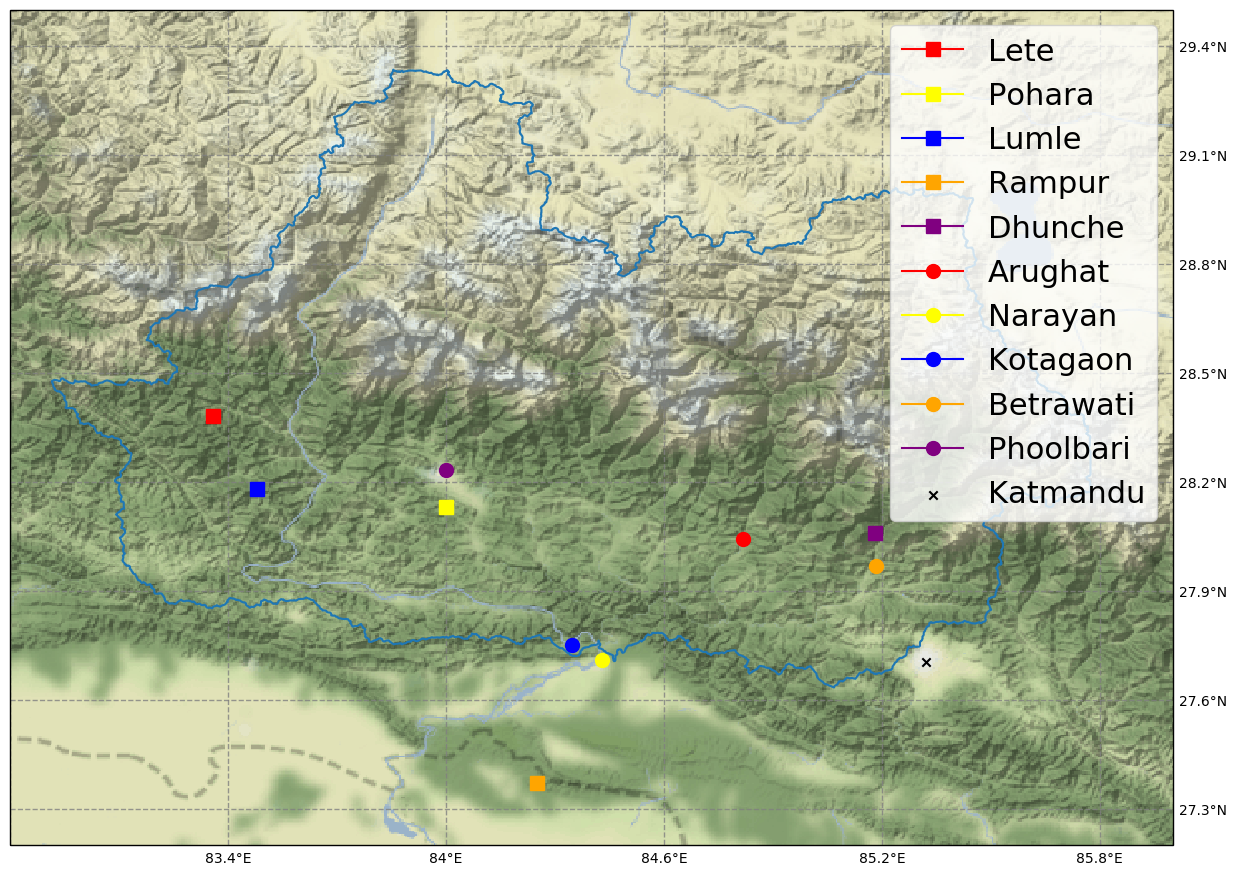 Lete
Pohara
Lumle
Rampur
Dhunche
Arughat
Narayan
Kotagaon
Betrawati
Phoolbari
Katmandu
29.4°N
29.1°N
28.8°N
28.5°N
28.2°N
27.9°N
27.6°N
27.3°N
83.4°E
84°E
84.6°E
85.2°E
85.8°E